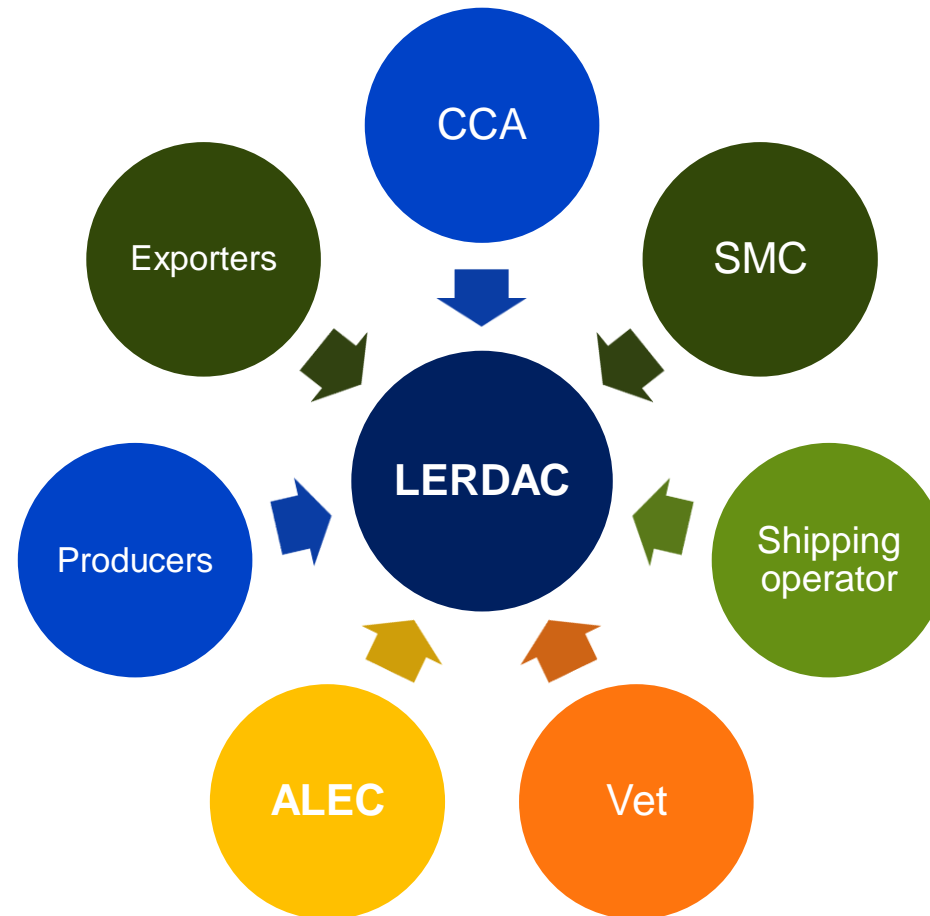 CCA
Exporters
SMC
LERDAC
Producers
Shipping
operator
ALEC
Vet